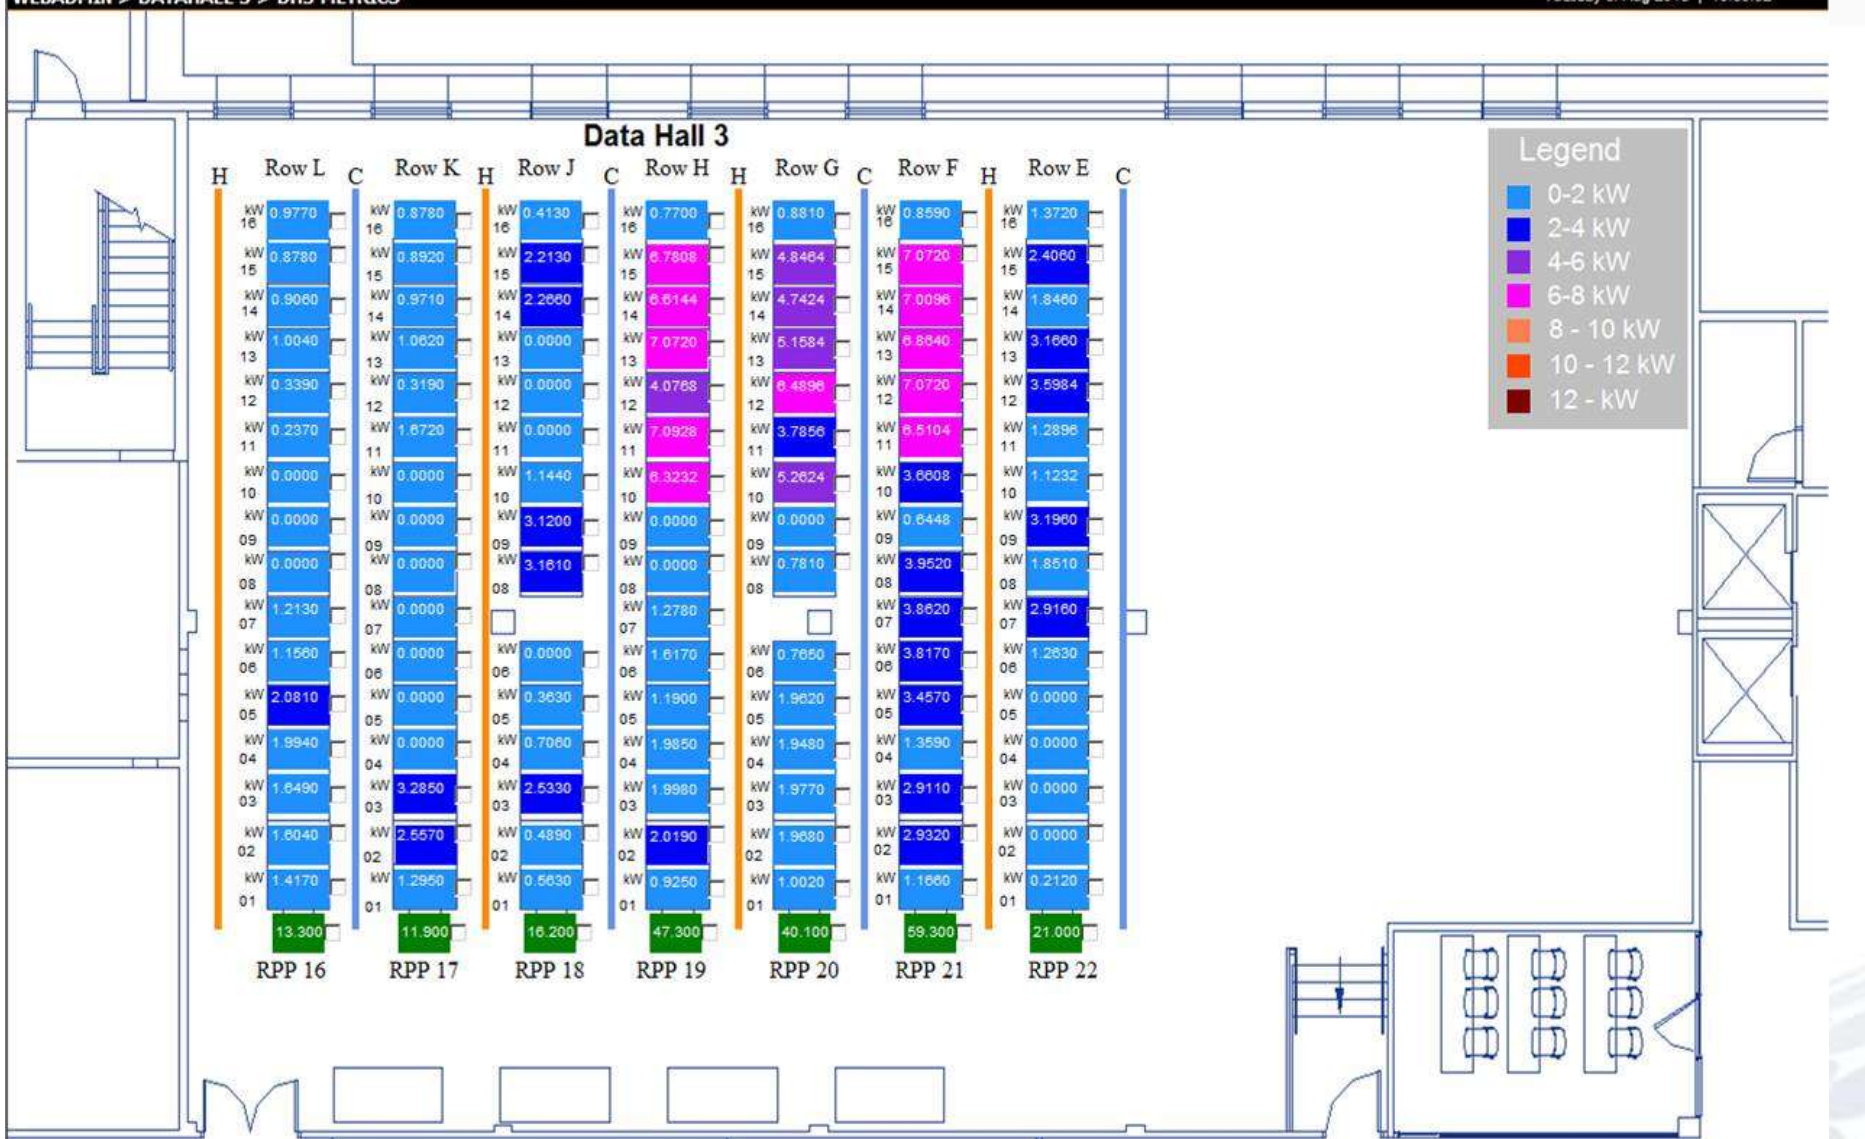 WEBADMIN > DATAHALL 3 > DH3 METRICS
Data Hall 3
H Row L C Row K H Row J C Row H H Row G C Row F H Row E C
kW 16 0.9770 kW 16 0.8780 kW 16 0.4130 kW 16 0.7700 kW 16 0.8810 kW 16 0.8590 kW 16 1.3720
kW 15 0.8780 kW 15 0.8920 kW 15 2.2130 kW 15 6.7808 kW 15 4.8464 kW 15 7.0720 kW 15 2.4060
kW 14 0.9060 kW 14 0.9710 kW 14 2.2660 kW 14 6.6144 kW 14 4.7424 kW 14 7.0096 kW 14 1.8460
kW 13 1.0040 kW 13 1.0620 kW 13 0.0000 kW 13 7.0720 kW 13 5.1584 kW 13 6.8640 kW 13 3.1660
kW 12 0.3390 kW 12 0.3190 kW 12 0.0000 kW 12 4.0768 kW 12 6.4896 kW 12 7.0720 kW 12 3.5984
kW 11 0.2370 kW 11 1.6720 kW 11 0.0000 kW 11 7.0928 kW 11 3.7856 kW 11 6.5104 kW 11 1.2896
kW 10 0.0000 kW 10 0.0000 kW 10 1.1440 kW 10 6.3232 kW 10 5.2624 kW 10 3.6608 kW 10 1.1232
kW 09 0.0000 kW 09 0.0000 kW 09 3.1200 kW 09 0.0000 kW 09 0.0000 kW 09 0.6448 kW 09 3.1960
kW 08 0.0000 kW 08 0.0000 kW 08 3.1610 kW 08 0.0000 kW 08 0.7810 kW 08 3.9520 kW 08 1.8510
kW 07 1.2130 kW 07 0.0000 kW 07 1.2780 kW 07 3.8620 kW 07 2.9160
kW 06 1.1560 kW 06 0.0000 kW 06 0.0000 kW 06 1.6170 kW 06 0.7650 kW 06 3.8170 kW 06 1.2630
kW 05 2.0810 kW 05 0.0000 kW 05 0.3630 kW 05 1.1900 kW 05 1.9620 kW 05 3.4570 kW 05 0.0000
kW 04 1.9940 kW 04 0.0000 kW 04 0.7060 kW 04 1.9850 kW 04 1.9480 kW 04 1.3590 kW 04 0.0000
kW 03 1.6490 kW 03 3.2850 kW 03 2.5330 kW 03 1.9980 kW 03 1.9770 kW 03 2.9110 kW 03 0.0000
kW 02 1.6040 kW 02 2.5570 kW 02 0.4890 kW 02 2.0190 kW 02 1.9680 kW 02 2.9320 kW 02 0.0000
kW 01 1.4170 kW 01 1.2950 kW 01 0.5630 kW 01 0.9250 kW 01 1.0020 kW 01 1.1660 kW 01 0.2120
13.300 11.900 16.200 47.300 40.100 59.300 21.000
RPP 16 RPP 17 RPP 18 RPP 19 RPP 20 RPP 21 RPP 22
Legend
0-2 kW
2-4 kW
4-6 kW
6-8 kW
8 - 10 kW
10 - 12 kW
12 - kW